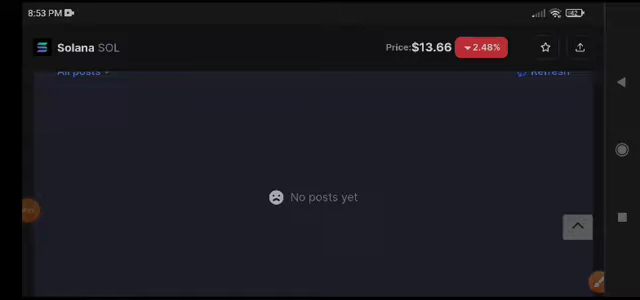 8:53 PM
Solana SOL
Price:$13.66 2.48%
All posts
Refresh
No posts yet